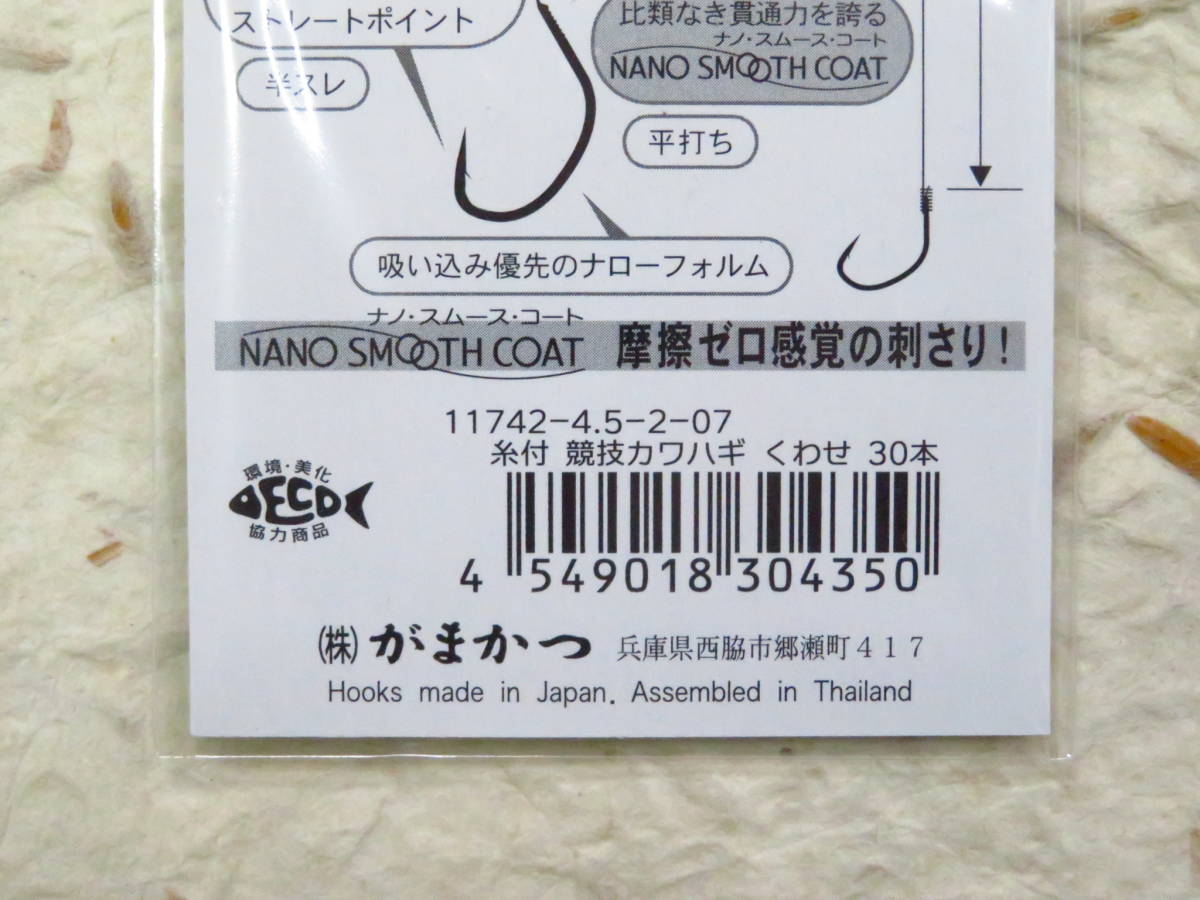 ストレートポイント
半スレ
比類なき貫通力を誇る
ナノ・スムース・コート
NANO SMOOTH COAT
平打ち
吸い込み優先のナローフォルム
ナノ・スムース・コート
NANO SMOOTH COAT 摩擦ゼロ感覚の刺さり!
11742-4.5-2-07
糸付 競技カワハギ くわせ 30本
環境・美化
ECO
協力商品
4 549018 304350
㈱がまかつ 兵庫県西脇市郷瀬町417
Hooks made in Japan. Assembled in Thailand